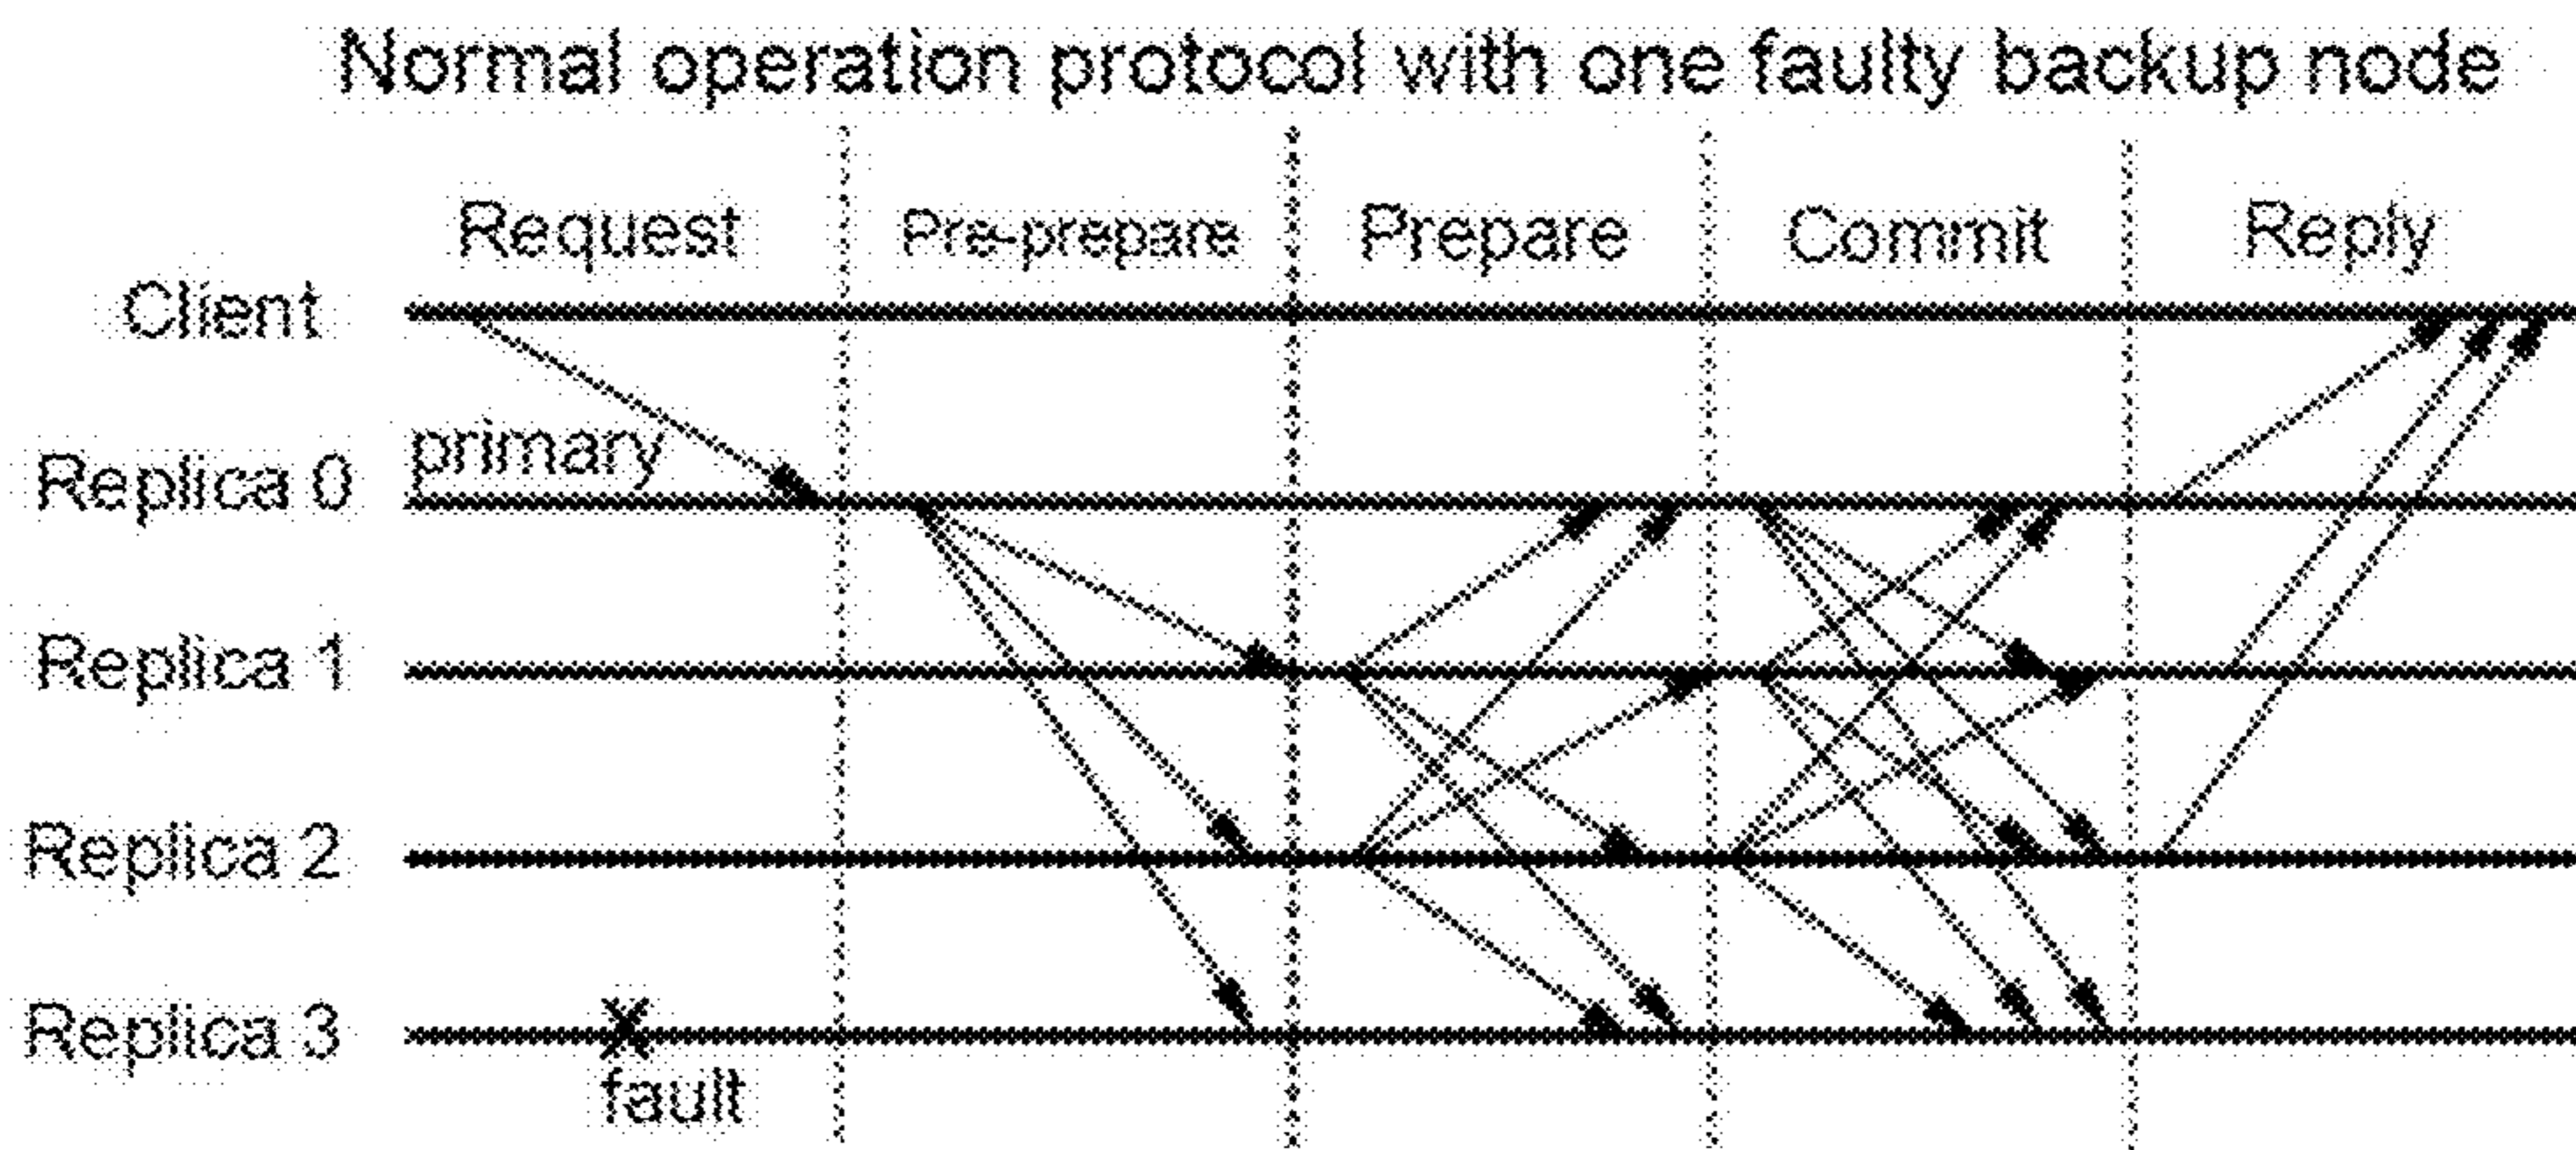 Normal operation protocol with one faulty backup node
Request Pre-prepare Prepare Commit Reply
Client
primary
Replica 0
Replica 1
Replica 2
Replica 3
fault